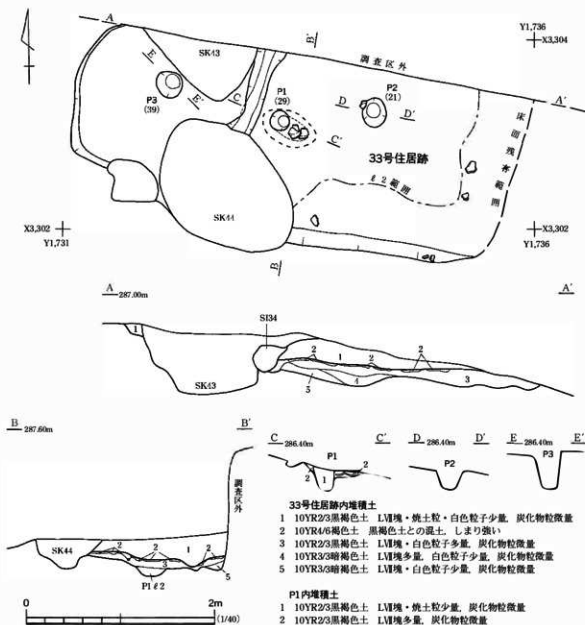 A
B′
調査区外
Y1,736
X3,304
SK43
E
E′
C
P3
(39)
P1
(29)
P2
(21)
D
D′
A′
C′
33号住居跡
ℓ2範囲
床面残存範囲
SK44
X3,302
Y1,731
X3,302
Y1,736
B
A
287.00m
A′
SI34
1
2
1
2
2
SK43
5
4
3
B
287.60m
B′
調査区外
SK44
2
2
1
2
3
5
P1ℓ2
C
286.40m
C′
D
286.40m
D′
E
286.40m
E′
P1
P2
P3
2
1
2
33号住居跡内堆積土
1 10YR2/3黒褐色土 LⅦ塊・焼土粒・白色粒子少量,炭化物粒微量
2 10YR4/6褐色土 黒褐色土との混土,しまり強い
3 10YR2/3黒褐色土 LⅦ塊・白色粒子多量,炭化物粒微量
4 10YR3/3暗褐色土 LⅦ塊多量,白色粒子少量,炭化物粒微量
5 10YR3/3暗褐色土 LⅦ塊・白色粒子少量,炭化物粒微量
P1内堆積土
1 10YR2/3黒褐色土 LⅦ塊・焼土粒少量,炭化物粒微量
2 10YR2/3黒褐色土 LⅦ塊多量,炭化物粒微量
0
2m
(1/40)